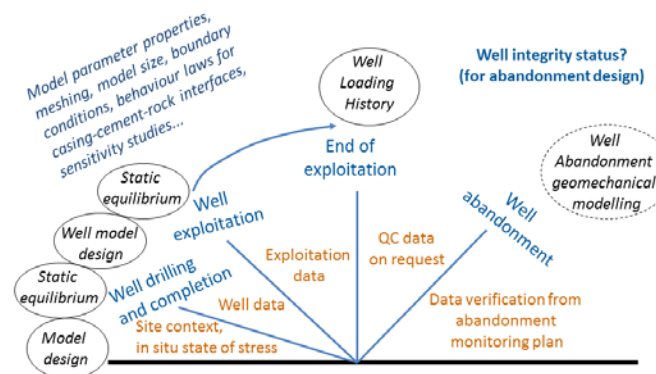 Model parameter properties,
meshing, model size, boundary
conditions, behaviour laws for
casing-cement-rock interfaces,
sensitivity studies...
Well
Loading
History
Well integrity status?
(for abandonment design)
End of
exploitation
Well
Abandonment
geomechanical
modelling
Static
equilibrium
Well
exploitation
Well
abandonment
Well model
design
Exploitation
data
QC data
on request
Static
equilibrium
Well drilling
and completion
Well data
Data verification from
abandonment
monitoring plan
Model
design
Site context,
in situ state of stress